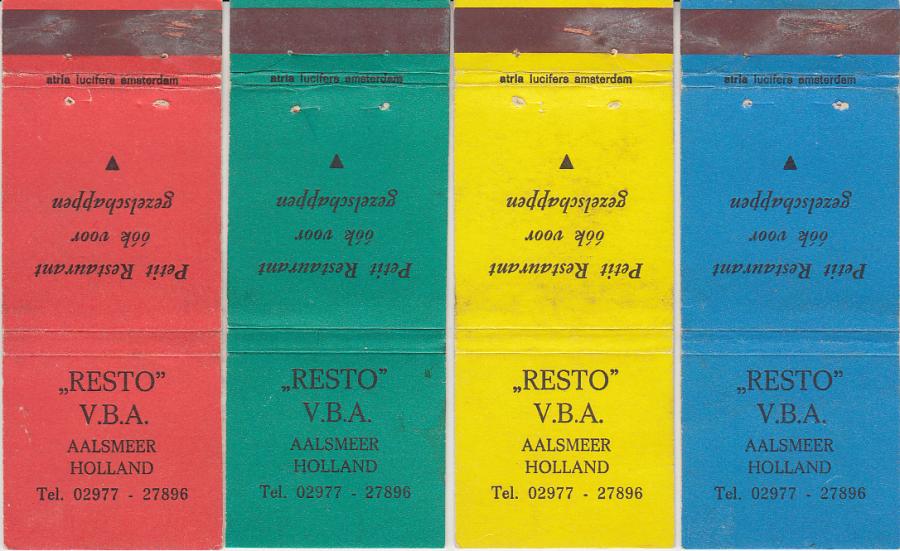 atria lucifers amsterdam
▲
Petit Restaurant
óók voor
gezelschappen
„RESTO”
V.B.A.
AALSMEER
HOLLAND
Tel. 02977 - 27896
atria lucifers amsterdam
▲
Petit Restaurant
óók voor
gezelschappen
„RESTO”
V.B.A.
AALSMEER
HOLLAND
Tel. 02977 - 27896
atria lucifers amsterdam
▲
Petit Restaurant
óók voor
gezelschappen
„RESTO”
V.B.A.
AALSMEER
HOLLAND
Tel. 02977 - 27896
atria lucifers amsterdam
▲
Petit Restaurant
óók voor
gezelschappen
„RESTO”
V.B.A.
AALSMEER
HOLLAND
Tel. 02977 - 27896